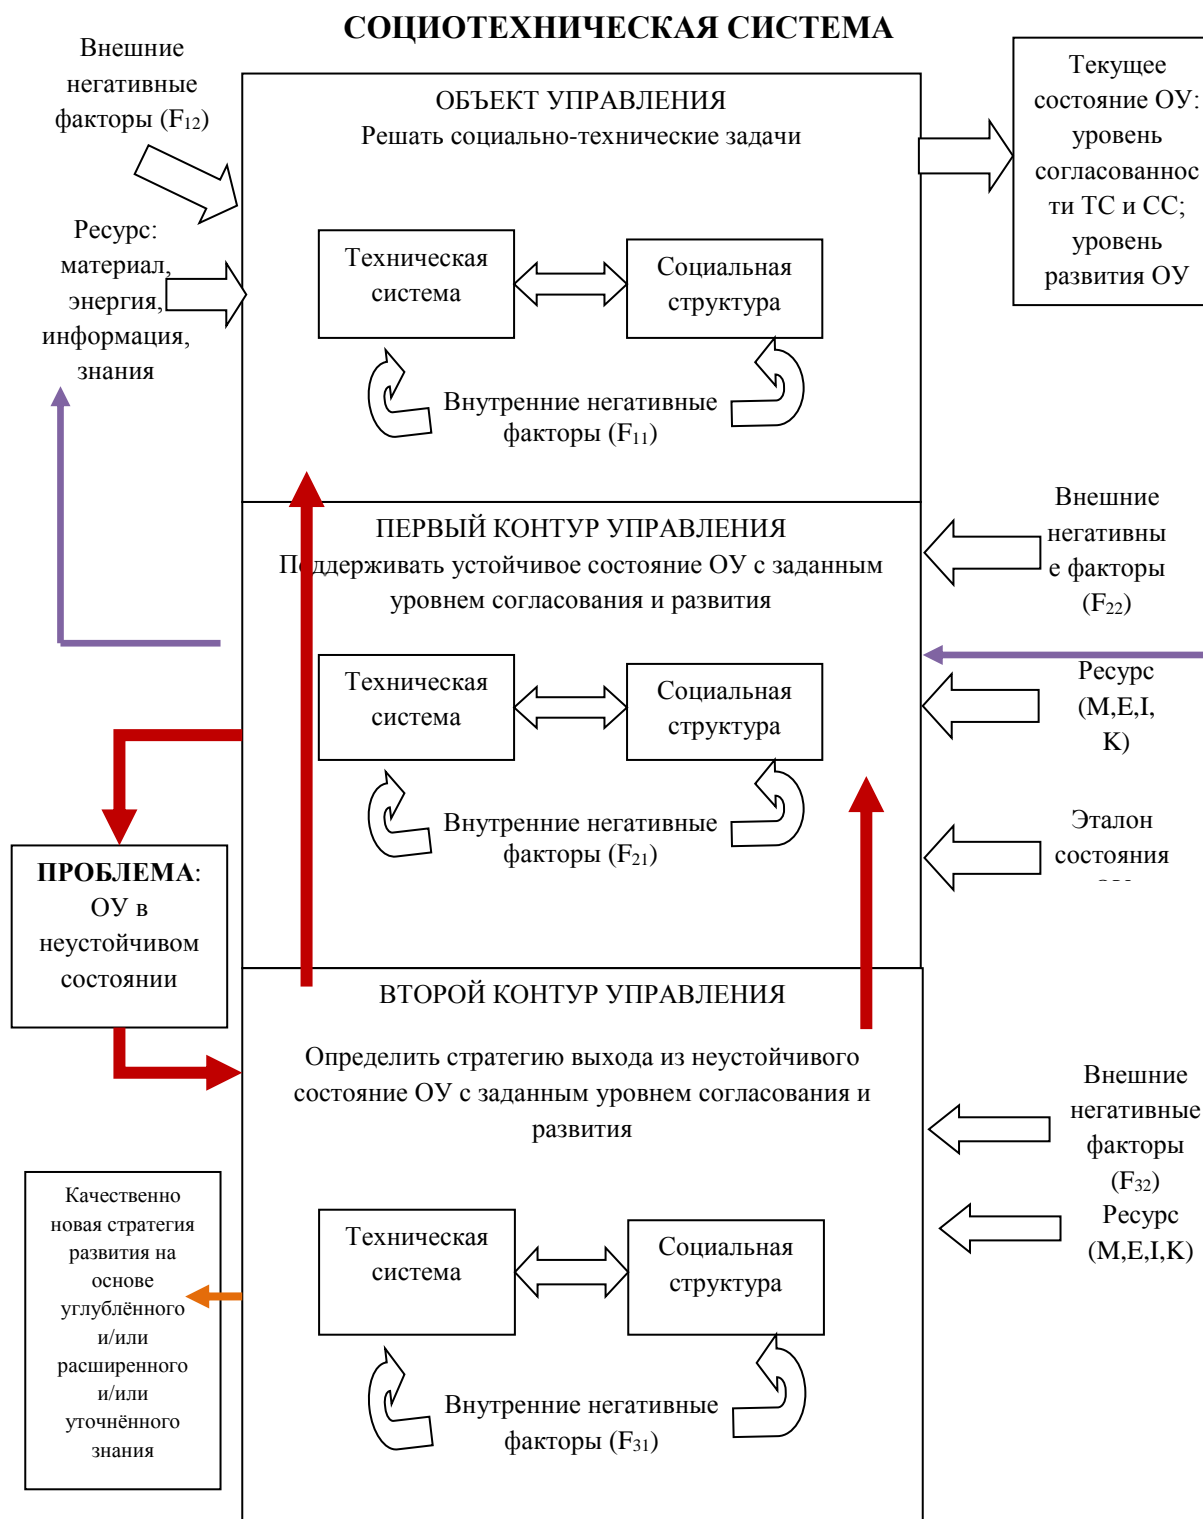 СОЦИОТЕХНИЧЕСКАЯ СИСТЕМА
Внешние
негативные
факторы (F12)
Ресурс:
материал,
энергия,
информация,
знания
ОБЪЕКТ УПРАВЛЕНИЯ
Решать социально-технические задачи
Техническая
система
Социальная
структура
Внутренние негативные
факторы (F11)
Текущее
состояние ОУ:
уровень
согласованнос
ти ТС и СС;
уровень
развития ОУ
ПЕРВЫЙ КОНТУР УПРАВЛЕНИЯ
Поддерживать устойчивое состояние ОУ с заданным
уровнем согласования и развития
Техническая
система
Социальная
структура
Внутренние негативные
факторы (F21)
Внешние
негативны
е факторы
(F22)
Ресурс
(M,E,I,
K)
Эталон
состояния
ПРОБЛЕМА:
ОУ в
неустойчивом
состоянии
ВТОРОЙ КОНТУР УПРАВЛЕНИЯ
Определить стратегию выхода из неустойчивого
состояние ОУ с заданным уровнем согласования и
развития
Техническая
система
Социальная
структура
Внутренние негативные
факторы (F31)
Внешние
негативные
факторы
(F32)
Ресурс
(M,E,I,K)
Качественно
новая стратегия
развития на
основе
углублённого
и/или
расширенного
и/или
уточнённого
знания